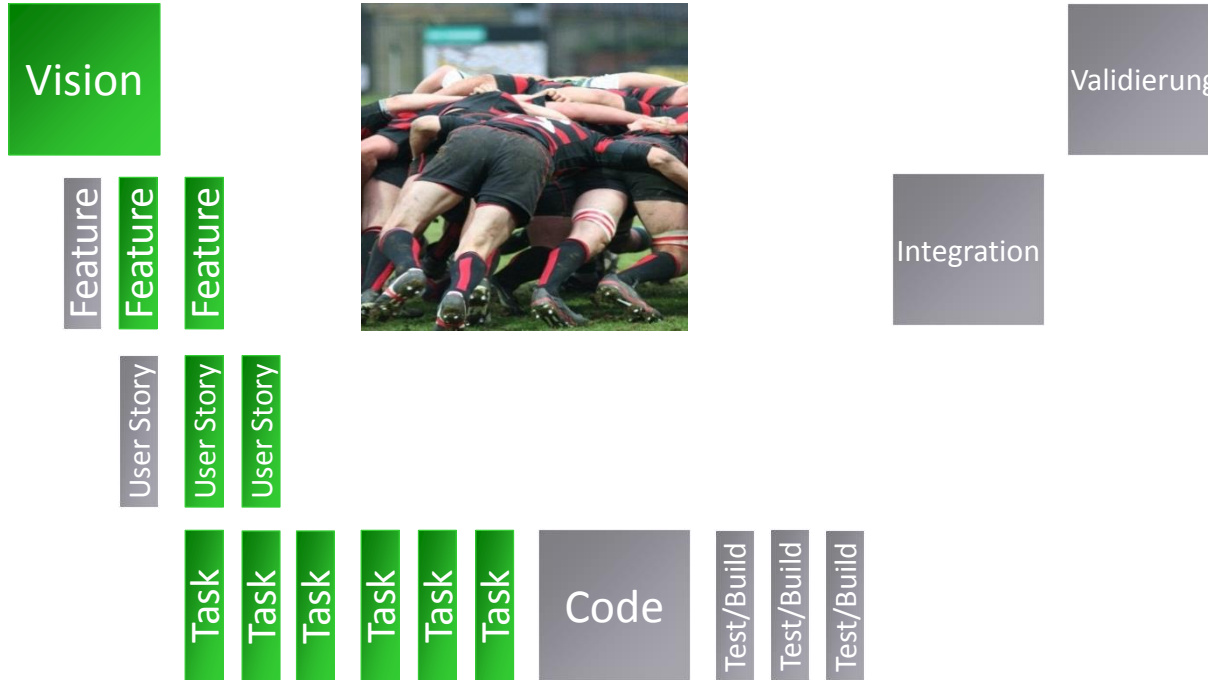 Vision
Validierung
Feature
Feature
Feature
Integration
User Story
User Story
User Story
Task
Task
Task
Task
Task
Task
Code
Test/Build
Test/Build
Test/Build